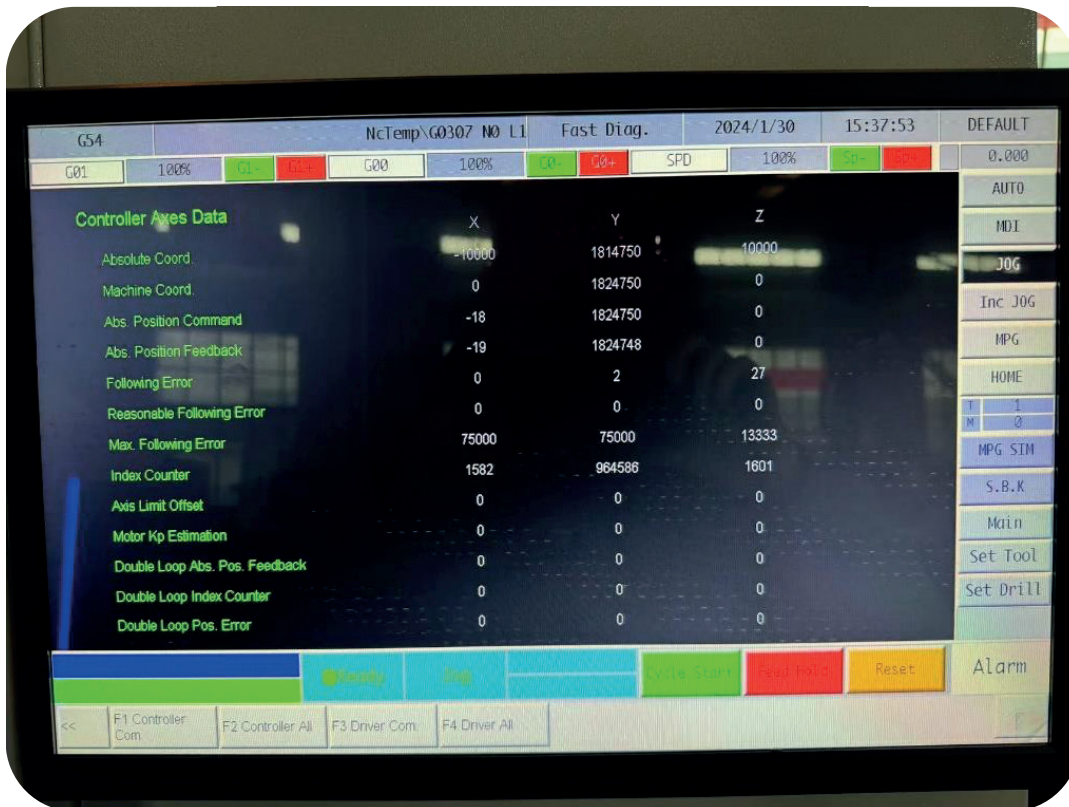 G54 NcTemp\G0307 N0 L1 Fast Diag. 2024/1/30 15:37:53 DEFAULT
G01 100% G1- G1+ G00 100% G0- G0+ SPD 100% Sp- Sp+ 0.000
AUTO
Controller Axes Data X Y Z
MDI
Absolute Coord. -10000 1814750 10000
JOG
Machine Coord. 0 1824750 0
Inc JOG
Abs. Position Command -18 1824750 0
MPG
Abs. Position Feedback -19 1824748 0
Following Error 0 2 27
HOME
Reasonable Following Error 0 0 0
T 1
M 0
Max. Following Error 75000 75000 13333
MPG SIM
Index Counter 1582 964586 1601
S.B.K
Axis Limit Offset 0 0 0
Main
Motor Kp Estimation 0 0 0
Set Tool
Double Loop Abs. Pos. Feedback 0 0 0
Set Drill
Double Loop Index Counter 0 0 0
Double Loop Pos. Error 0 0 0
Ready Jog Cycle Start Feed Hold Reset Alarm
<< F1 Controller Com. F2 Controller All F3 Driver Com. F4 Driver All